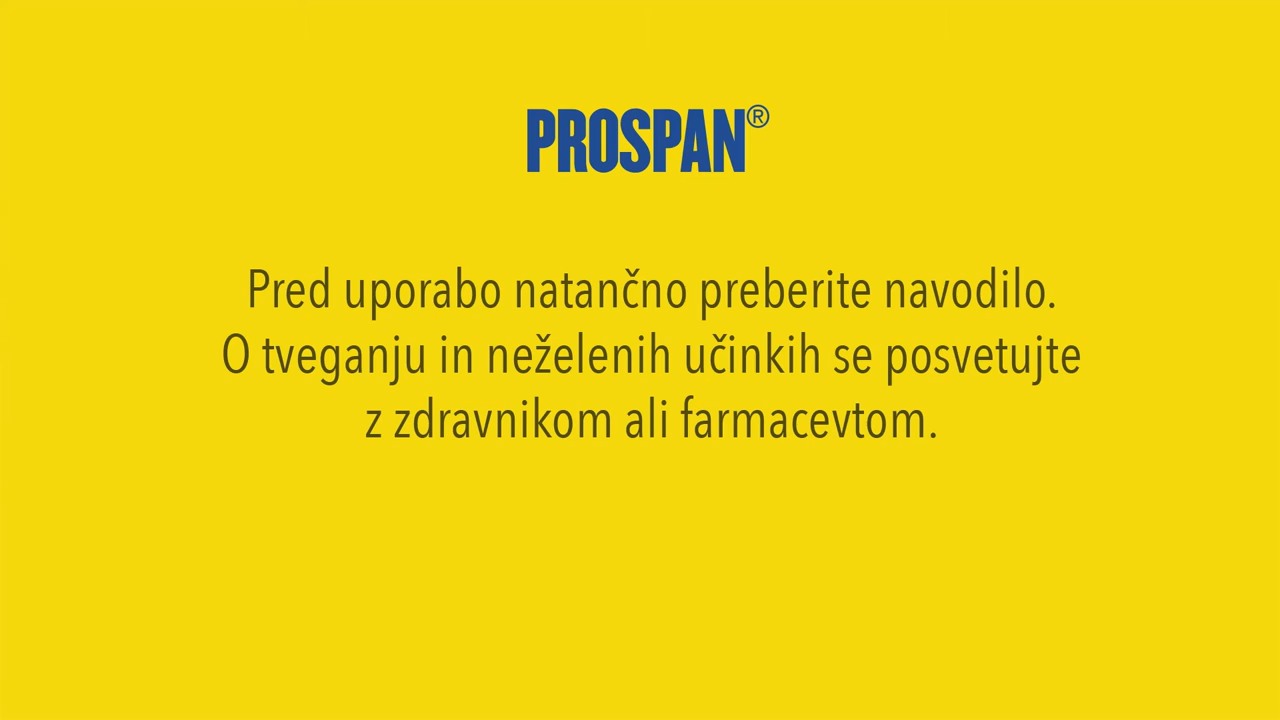 PROSPAN®
Pred uporabo natančno preberite navodilo.
O tveganju in neželenih učinkih se posvetujte
z zdravnikom ali farmacevtom.